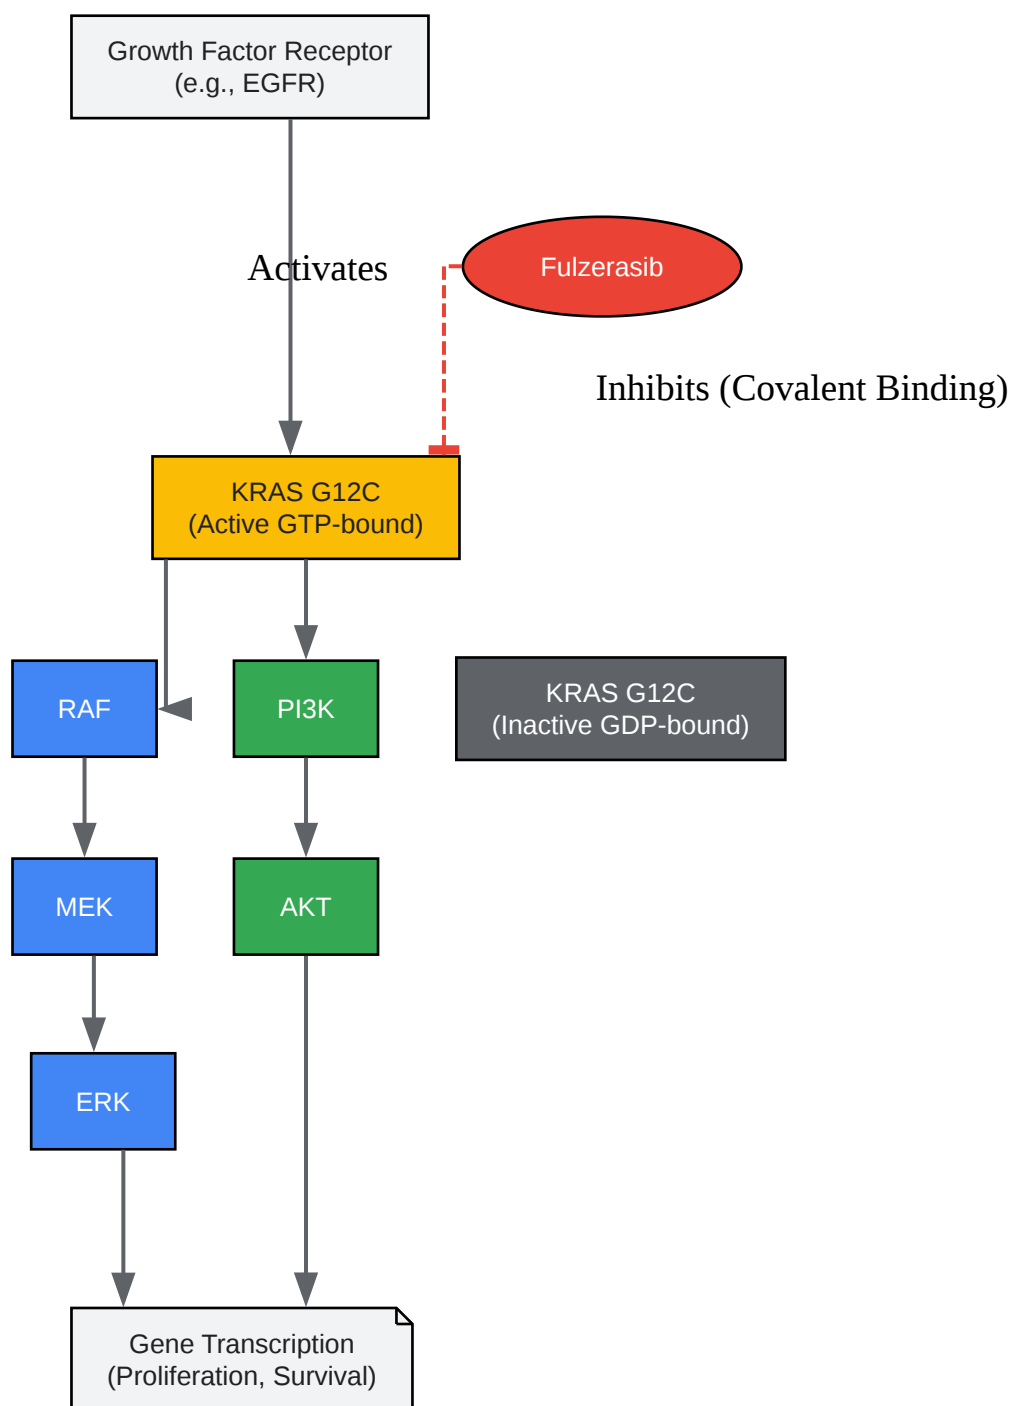 Growth Factor Receptor
(e.g., EGFR)
Activates
Fulzerasib
Inhibits (Covalent Binding)
KRAS G12C
(Active GTP-bound)
RAF
PI3K
KRAS G12C
(Inactive GDP-bound)
MEK
AKT
ERK
Gene Transcription
(Proliferation, Survival)